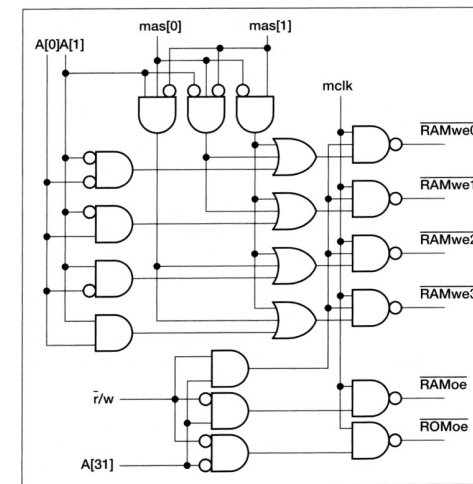 mas[0] mas[1]
A[0]A[1]
mclk
RAMwe0
RAMwe1
RAMwe2
RAMwe3
r̄/w
RAMoe
ROMoe
A[31]